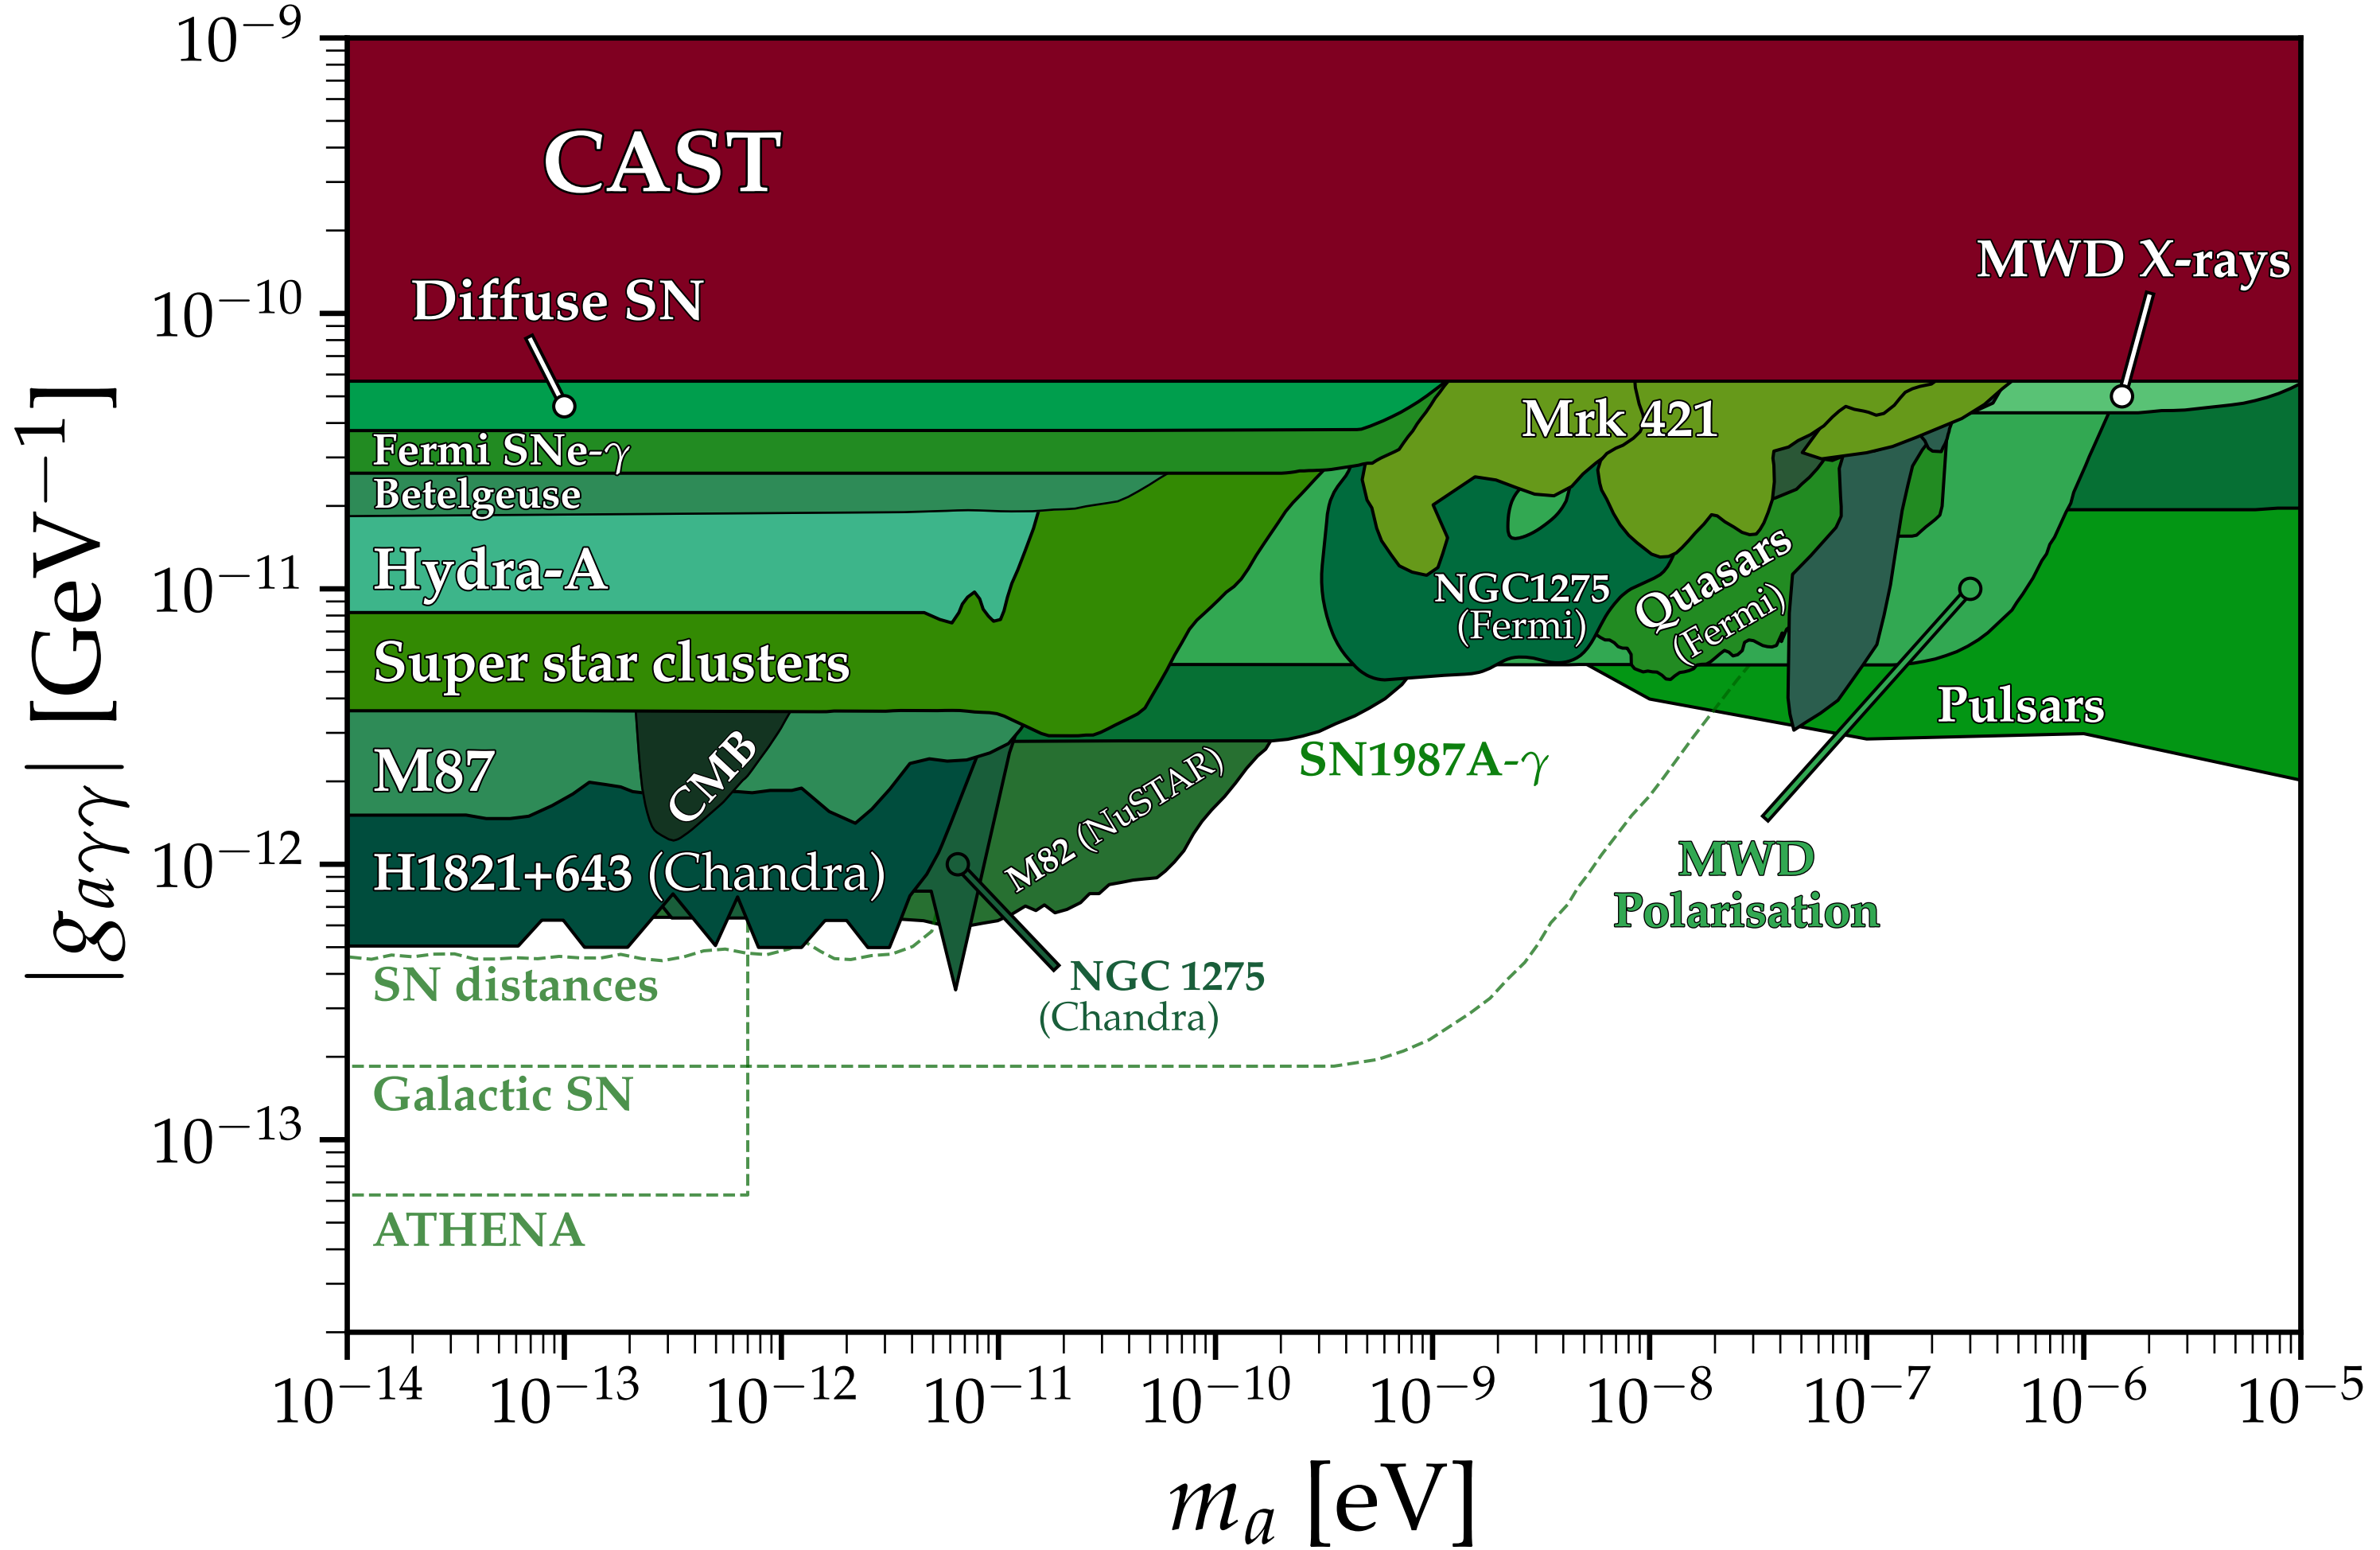 10⁻⁹
CAST
MWD X-rays
Diffuse SN
10⁻¹⁰
Mrk 421
Fermi SNe-γ
Betelgeuse
Hydra-A
10⁻¹¹
NGC1275
(Fermi)
Quasars
(Fermi)
Super star clusters
Pulsars
M87
CMB
SN1987A-γ
M82 (NuSTAR)
10⁻¹²
H1821+643 (Chandra)
MWD
Polarisation
SN distances
NGC 1275
(Chandra)
Galactic SN
10⁻¹³
ATHENA
|g_aγγ| [GeV⁻¹]
10⁻¹⁴ 10⁻¹³ 10⁻¹² 10⁻¹¹ 10⁻¹⁰ 10⁻⁹ 10⁻⁸ 10⁻⁷ 10⁻⁶ 10⁻⁵
m_a [eV]